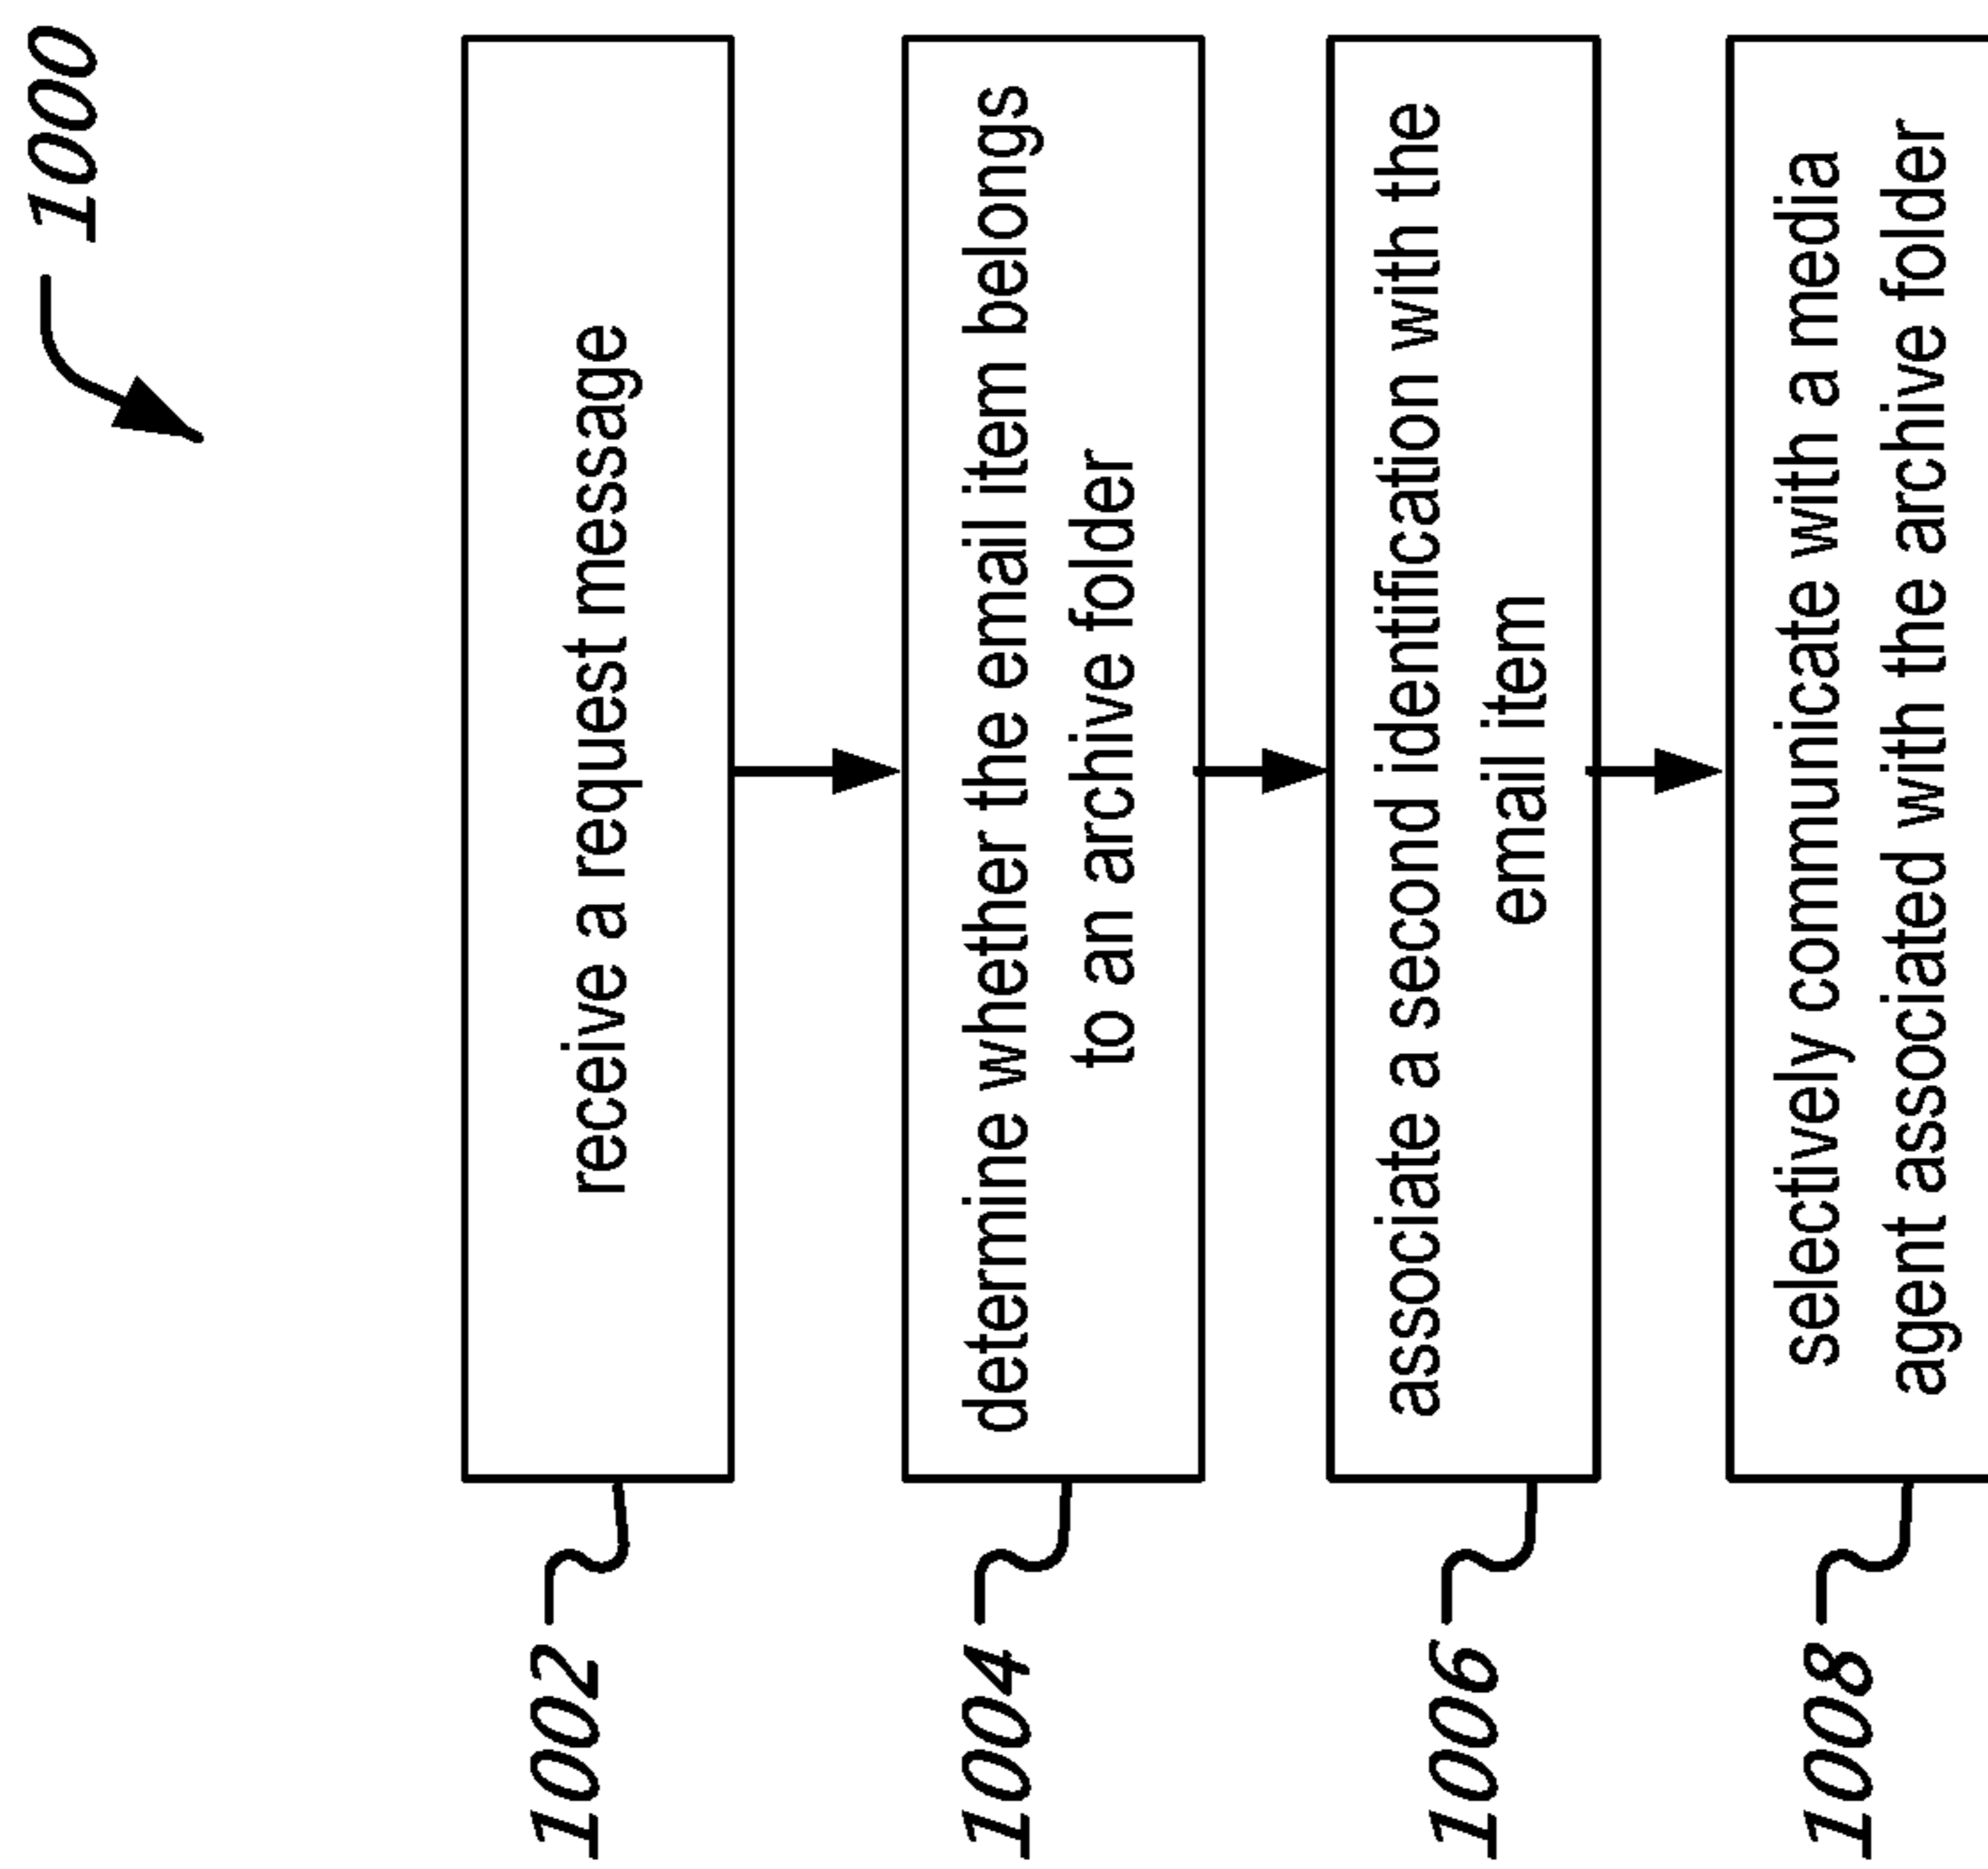 1000
1002
receive a request message
1004
determine whether the email item belongs
to an archive folder
1006
associate a second identification with the
email item
1008
selectively communicate with a media
agent associated with the archive folder